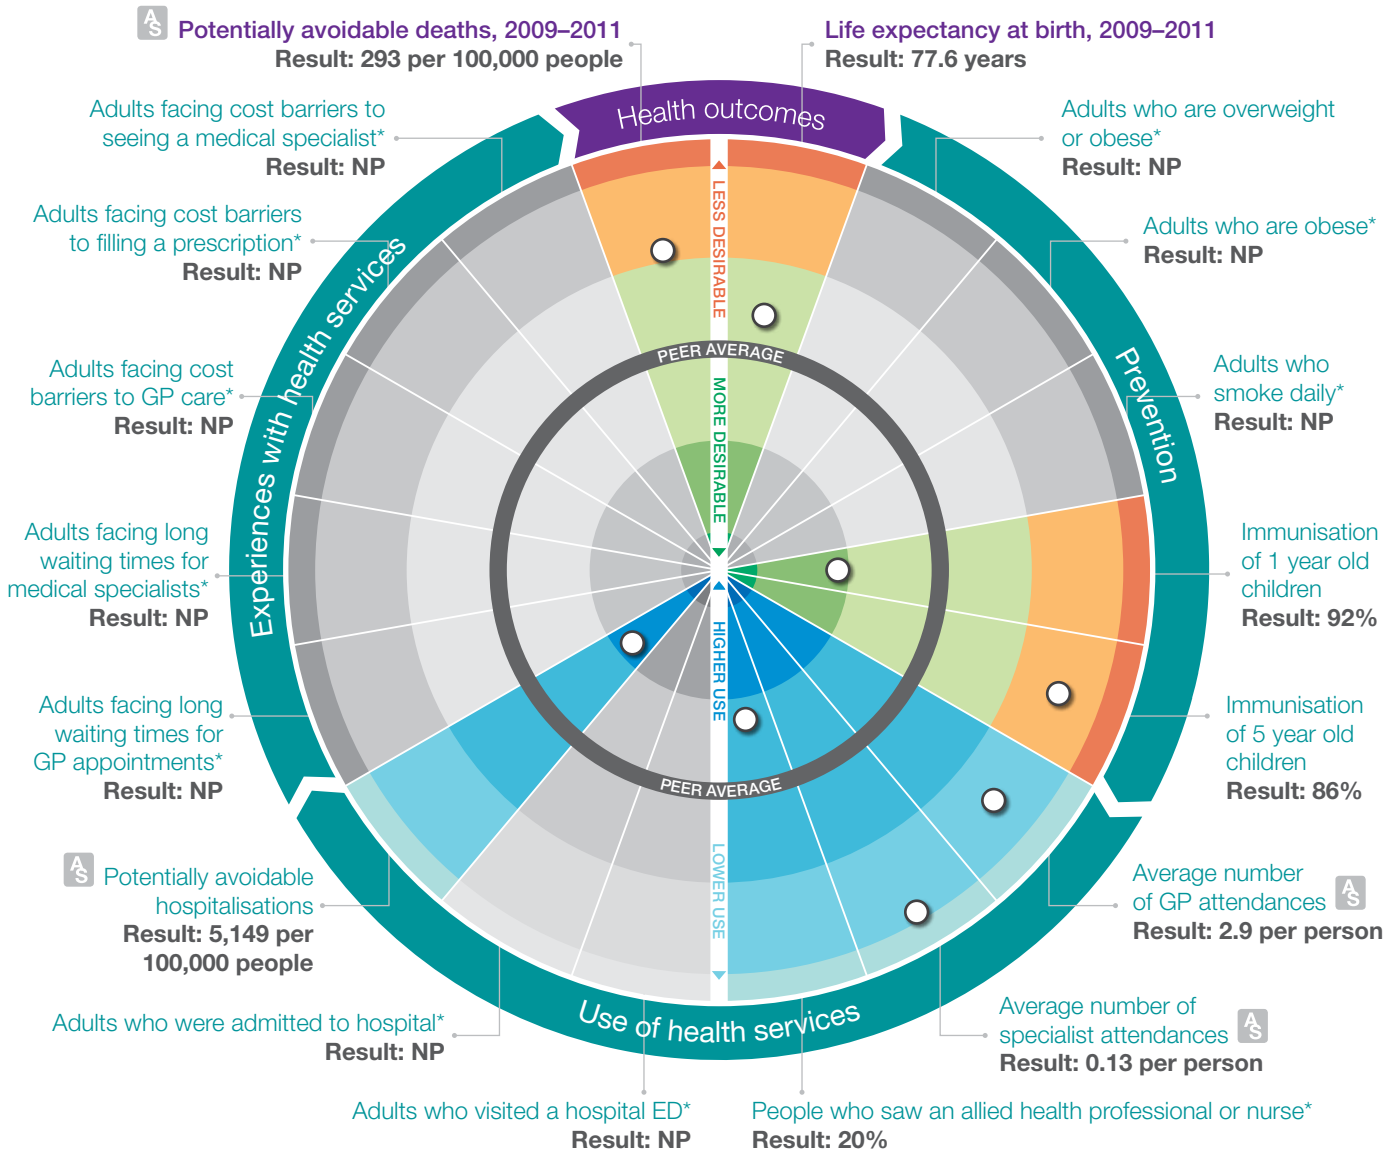 AS Potentially avoidable deaths, 2009–2011
Result: 293 per 100,000 people
Life expectancy at birth, 2009–2011
Result: 77.6 years
Health outcomes
Adults facing cost barriers to
seeing a medical specialist*
Result: NP
Adults facing cost barriers
to filling a prescription*
Result: NP
Adults facing cost
barriers to GP care*
Result: NP
Adults facing long
waiting times for
medical specialists*
Result: NP
Adults facing long
waiting times for
GP appointments*
Result: NP
Experiences with health services
LESS DESIRABLE
PEER AVERAGE
MORE DESIRABLE
HIGHER USE
PEER AVERAGE
LOWER USE
Adults who are overweight
or obese*
Result: NP
Adults who are obese*
Result: NP
Adults who
smoke daily*
Result: NP
Prevention
Immunisation
of 1 year old
children
Result: 92%
Immunisation
of 5 year old
children
Result: 86%
AS Potentially avoidable
hospitalisations
Result: 5,149 per
100,000 people
Adults who were admitted to hospital*
Result: NP
Adults who visited a hospital ED*
Result: NP
Use of health services
Average number
of GP attendances AS
Result: 2.9 per person
Average number of
specialist attendances AS
Result: 0.13 per person
People who saw an allied health professional or nurse*
Result: 20%